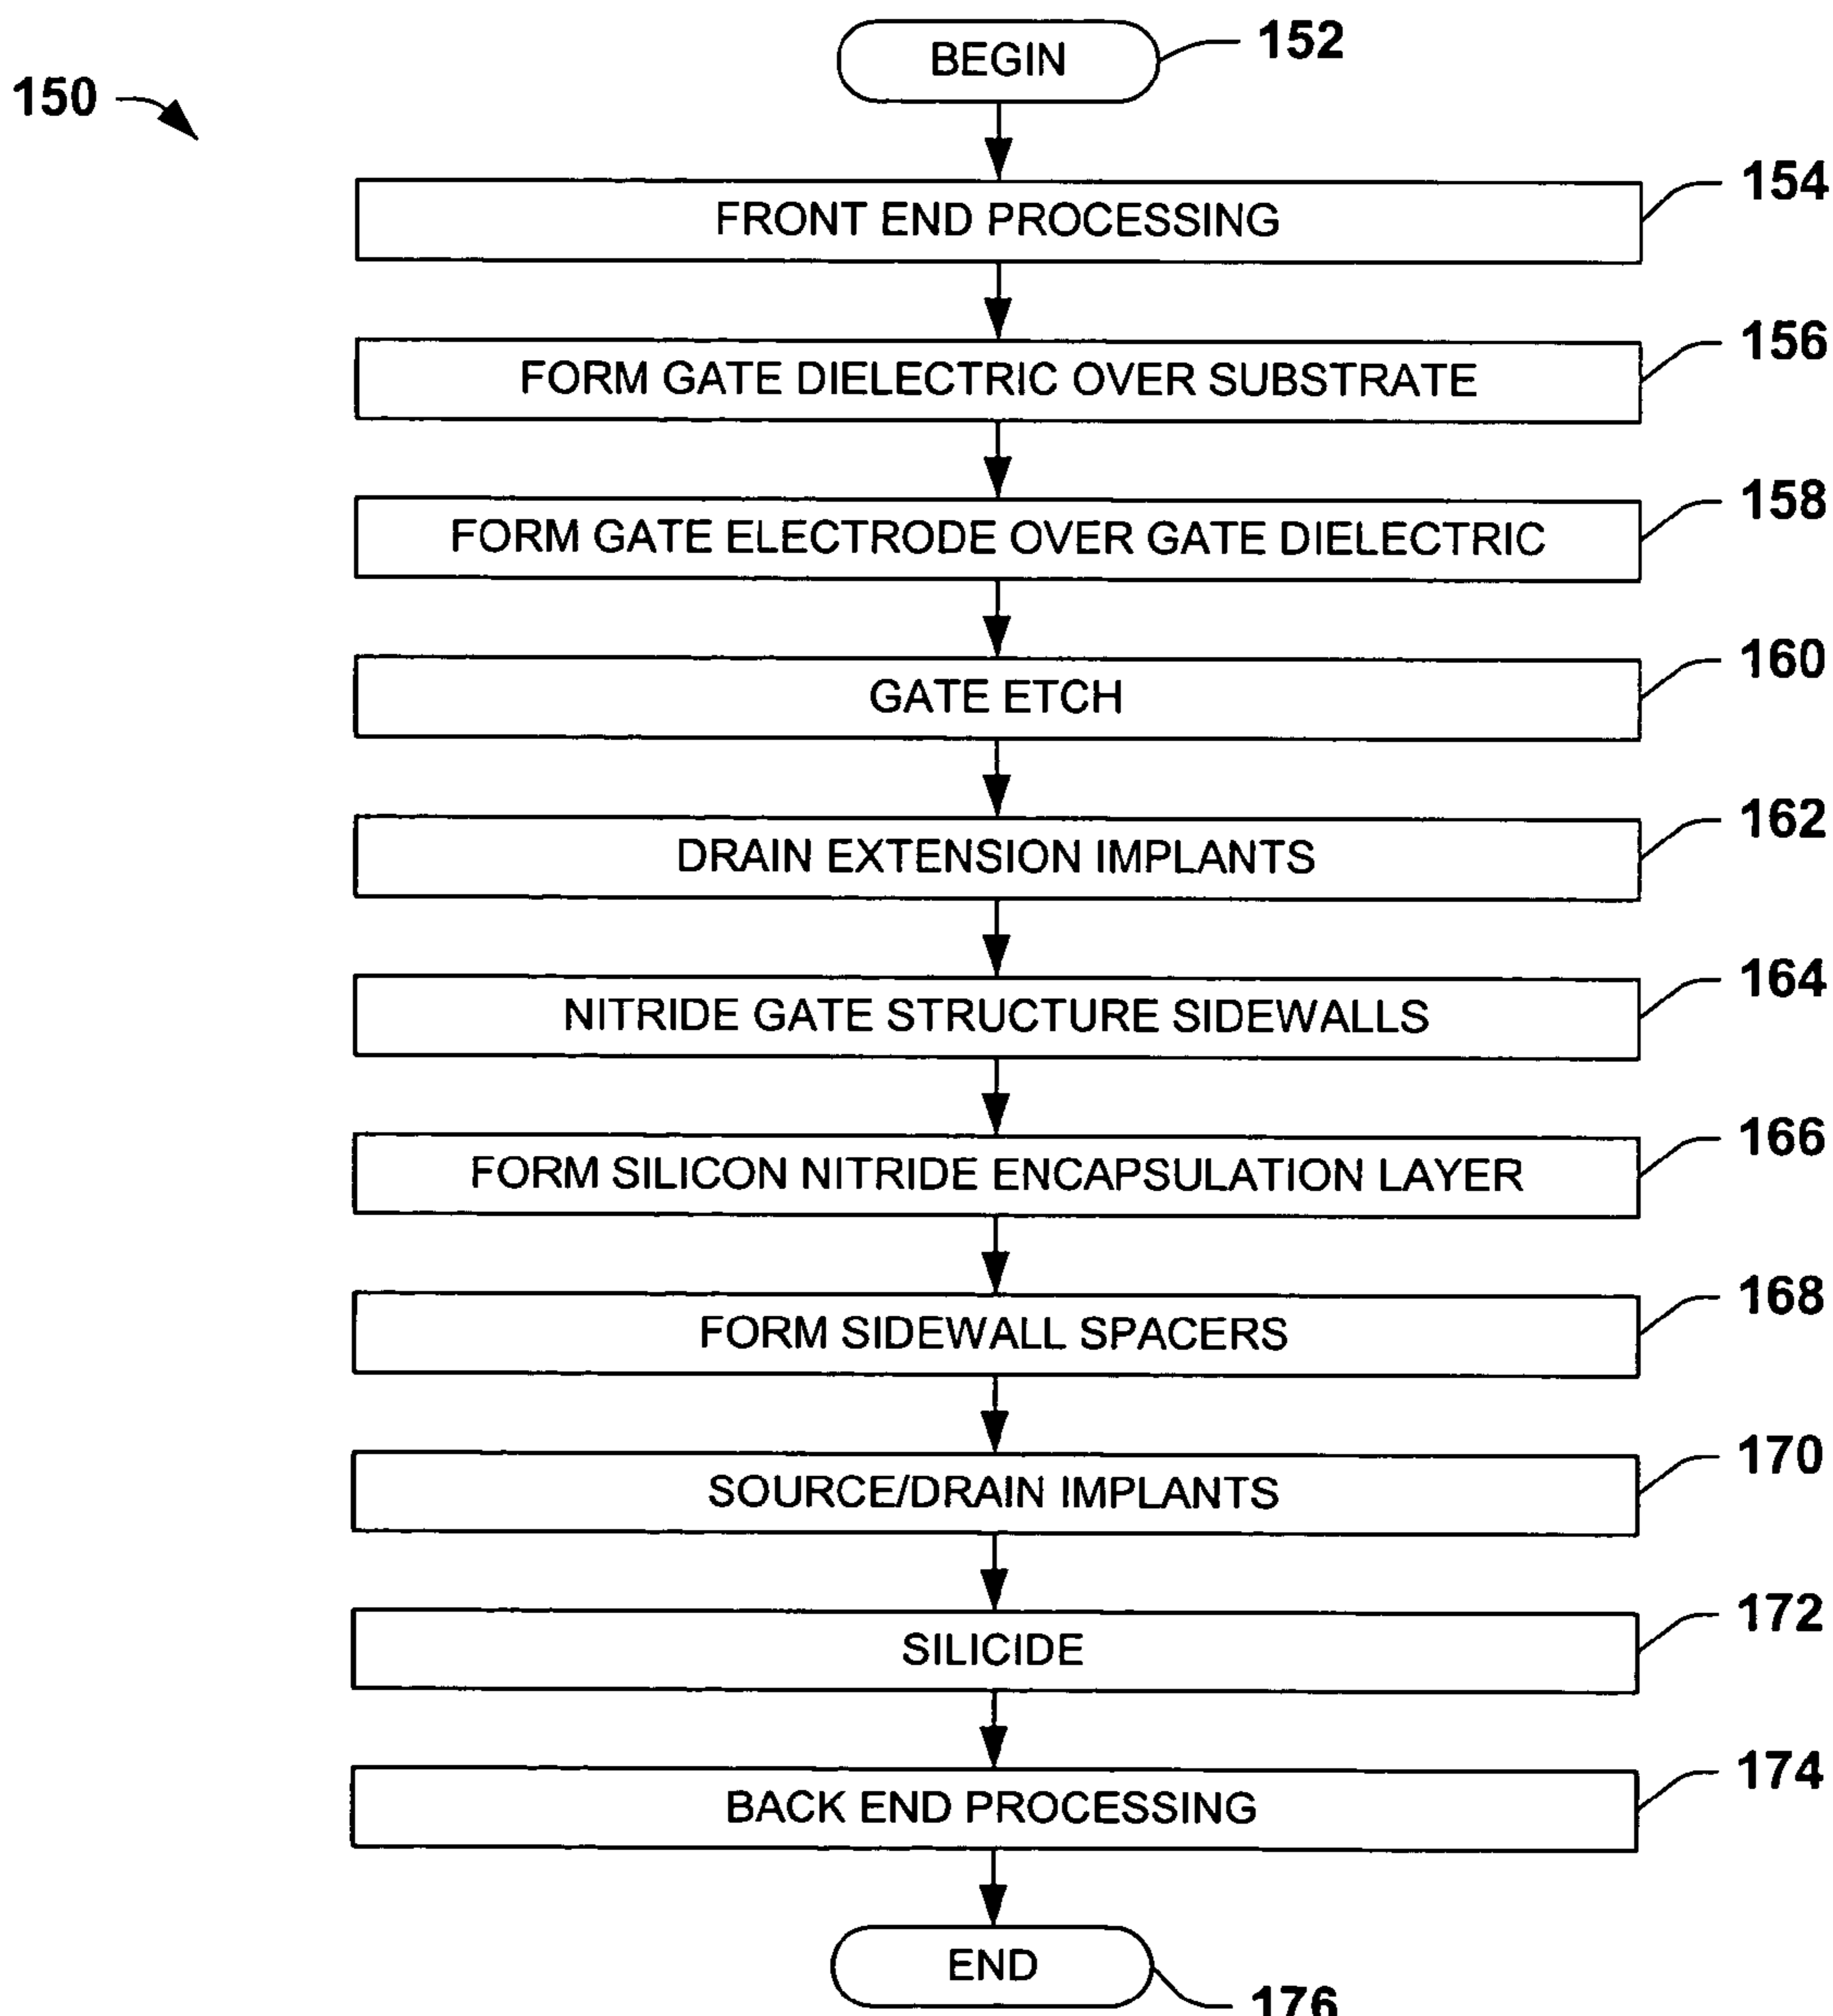 BEGIN
152
150
154
FRONT END PROCESSING
156
FORM GATE DIELECTRIC OVER SUBSTRATE
158
FORM GATE ELECTRODE OVER GATE DIELECTRIC
160
GATE ETCH
162
DRAIN EXTENSION IMPLANTS
164
NITRIDE GATE STRUCTURE SIDEWALLS
166
FORM SILICON NITRIDE ENCAPSULATION LAYER
168
FORM SIDEWALL SPACERS
170
SOURCE/DRAIN IMPLANTS
172
SILICIDE
174
BACK END PROCESSING
END
176